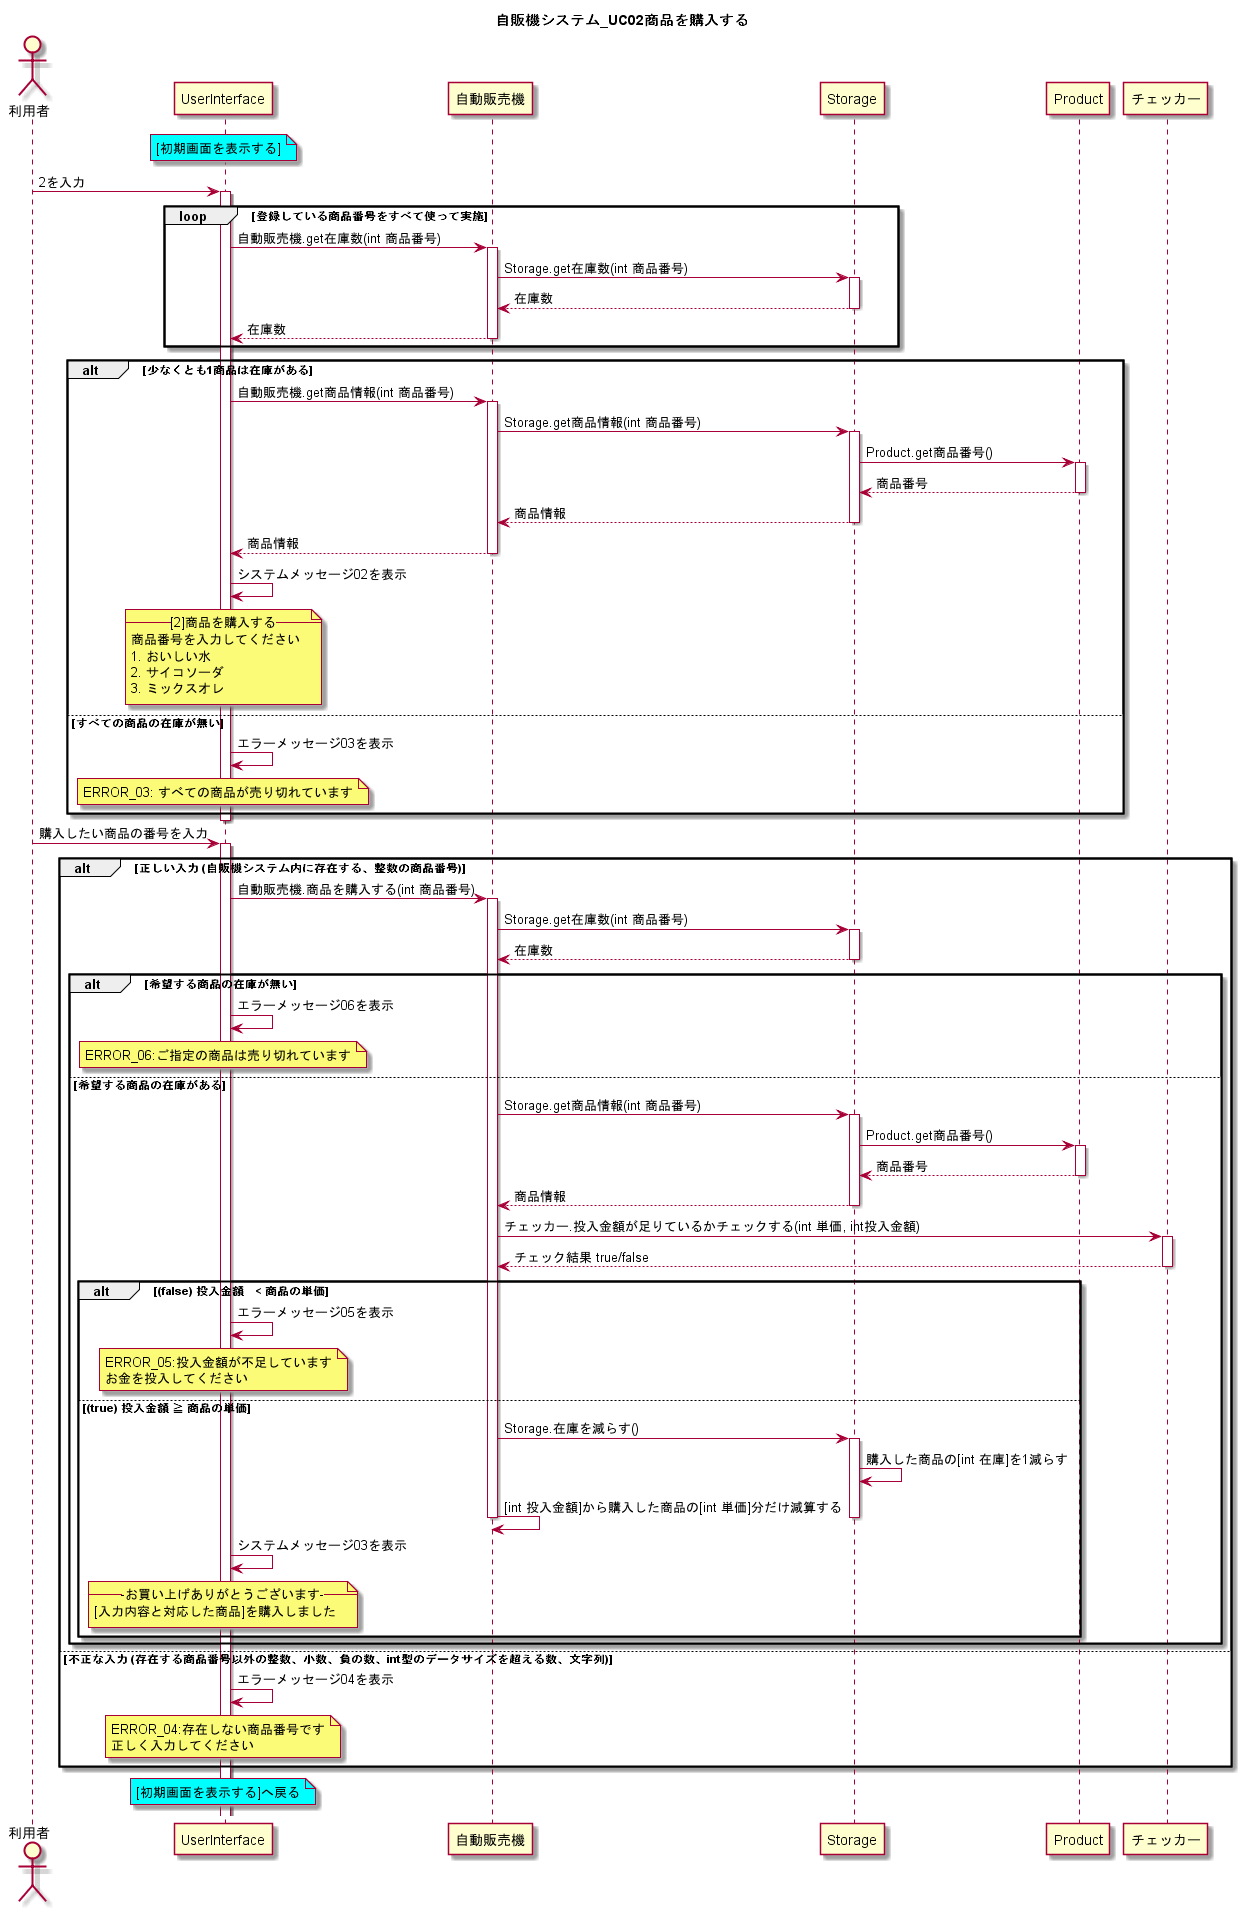 自販機システム_UC02商品を購入する
利用者
UserInterface
自動販売機
Storage
Product
チェッカー
[初期画面を表示する]
2を入力
loop
[登録している商品番号をすべて使って実施]
自動販売機.get在庫数(int 商品番号)
Storage.get在庫数(int 商品番号)
在庫数
在庫数
alt
[少なくとも1商品は在庫がある]
自動販売機.get商品情報(int 商品番号)
Storage.get商品情報(int 商品番号)
Product.get商品番号()
商品番号
商品情報
商品情報
システムメッセージ02を表示
[2]商品を購入する
商品番号を入力してください
1. おいしい水
2. サイコソーダ
3. ミックスオレ
[すべての商品の在庫が無い]
エラーメッセージ03を表示
ERROR_03: すべての商品が売り切れています
購入したい商品の番号を入力
alt
[正しい入力 (自販機システム内に存在する、整数の商品番号)]
自動販売機.商品を購入する(int 商品番号)
Storage.get在庫数(int 商品番号)
在庫数
alt
[希望する商品の在庫が無い]
エラーメッセージ06を表示
ERROR_06:ご指定の商品は売り切れています
[希望する商品の在庫がある]
Storage.get商品情報(int 商品番号)
Product.get商品番号()
商品番号
商品情報
チェッカー.投入金額が足りているかチェックする(int 単価, int投入金額)
チェック結果 true/false
alt
[(false) 投入金額　< 商品の単価]
エラーメッセージ05を表示
ERROR_05:投入金額が不足しています
お金を投入してください
[(true) 投入金額 ≧ 商品の単価]
Storage.在庫を減らす()
購入した商品の[int 在庫]を1減らす
[int 投入金額]から購入した商品の[int 単価]分だけ減算する
システムメッセージ03を表示
-お買い上げありがとうございます-
[入力内容と対応した商品]を購入しました
[不正な入力 (存在する商品番号以外の整数、小数、負の数、int型のデータサイズを超える数、文字列)]
エラーメッセージ04を表示
ERROR_04:存在しない商品番号です
正しく入力してください
[初期画面を表示する]へ戻る
利用者
UserInterface
自動販売機
Storage
Product
チェッカー